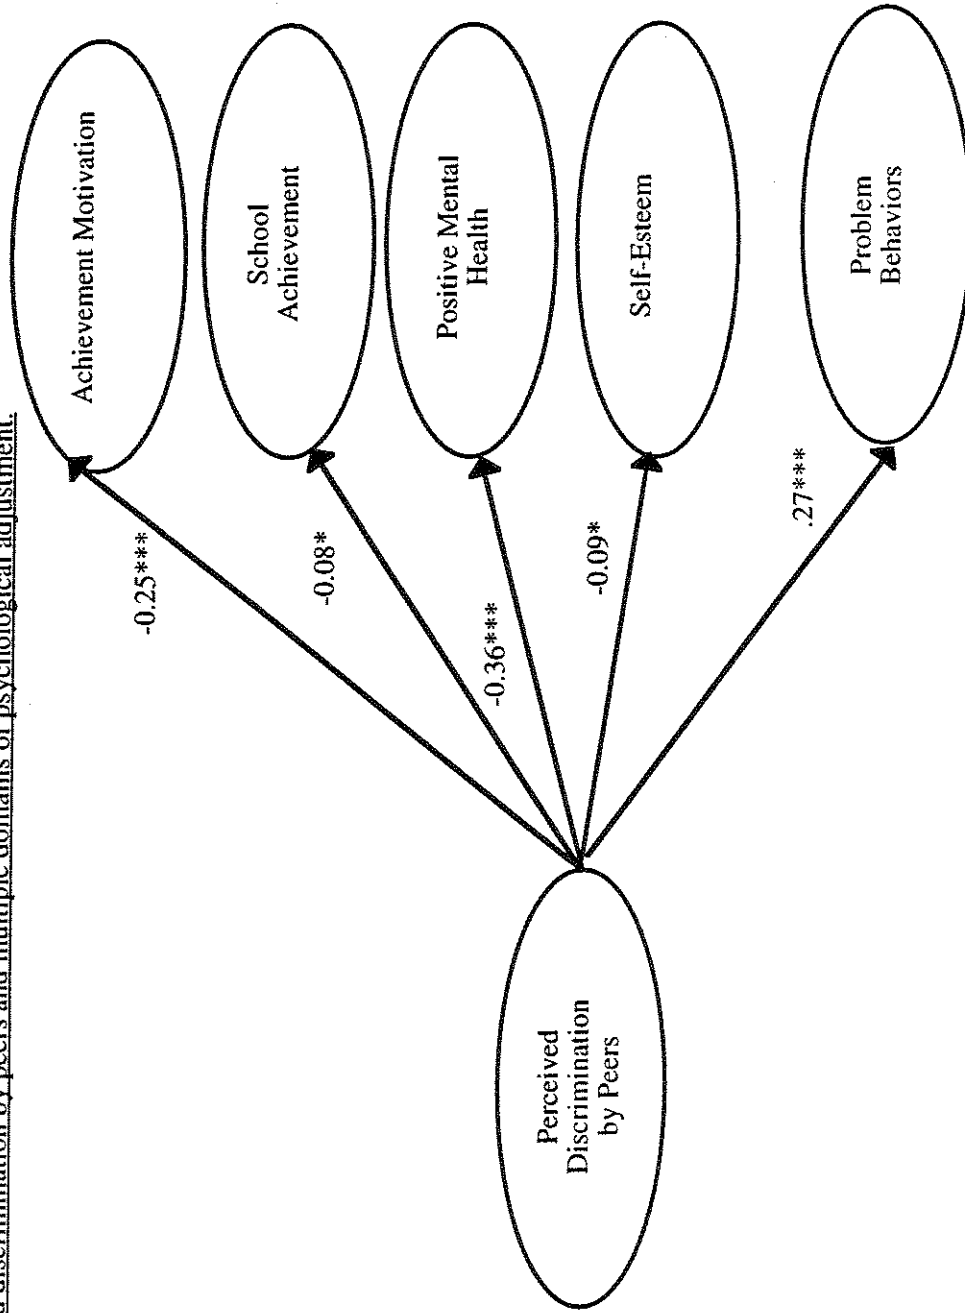 discrimination by peers and multiple domains of psychological adjustment.
Achievement Motivation
-0.25***
School
Achievement
-0.08*
Positive Mental
Health
-0.36***
Self-Esteem
-0.09*
Problem
Behaviors
.27***
Perceived
Discrimination
by Peers